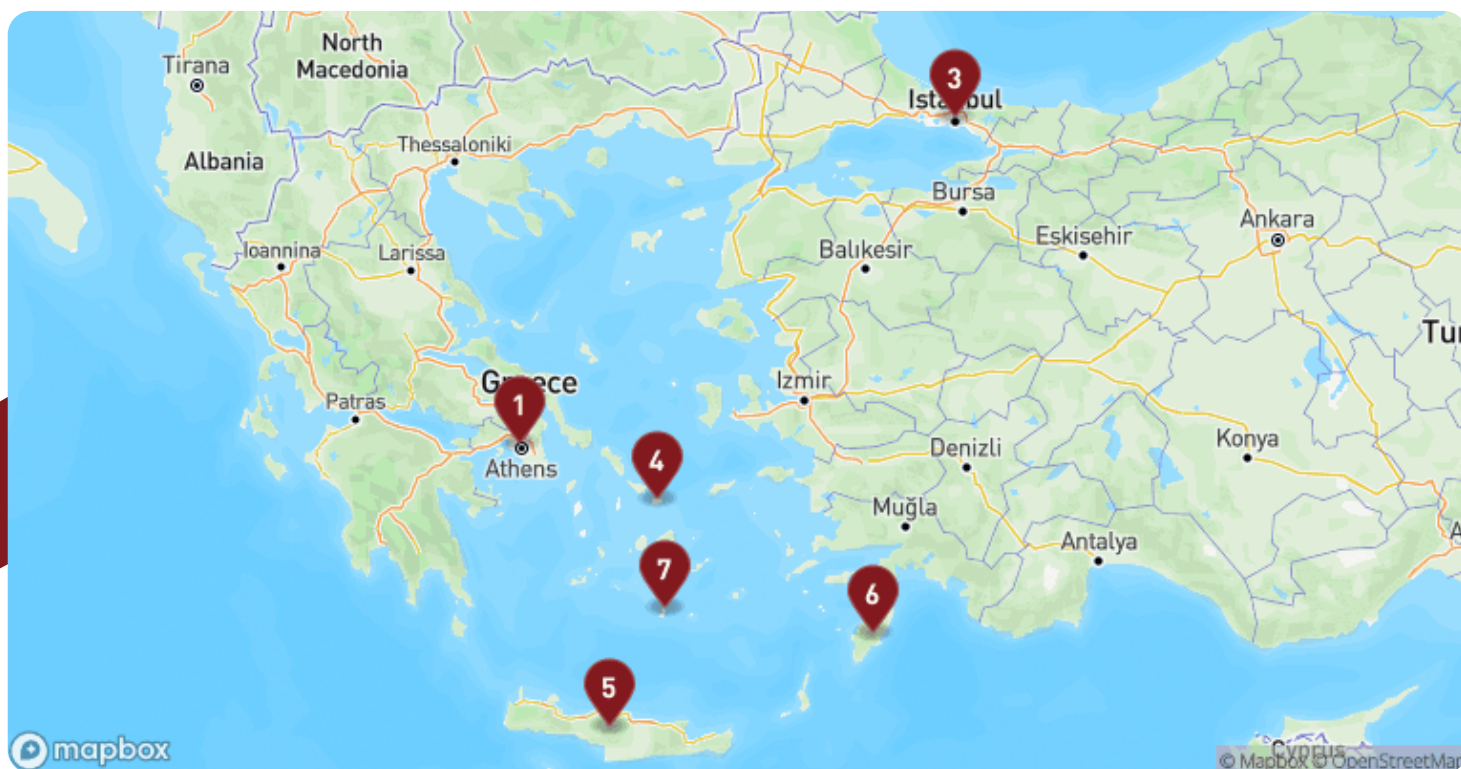 North
Macedonia
Tirana
3
Istanbul
Thessaloniki
Albania
Bursa
Ankara
Ioannina
Larissa
Balıkesir
Eskisehir
Tur
Greece
Izmir
1
Patras
Athens
4
Denizli
Konya
Muğla
Antalya
A
7
6
5
mapbox
Cyprus
© Mapbox © OpenStreetMap